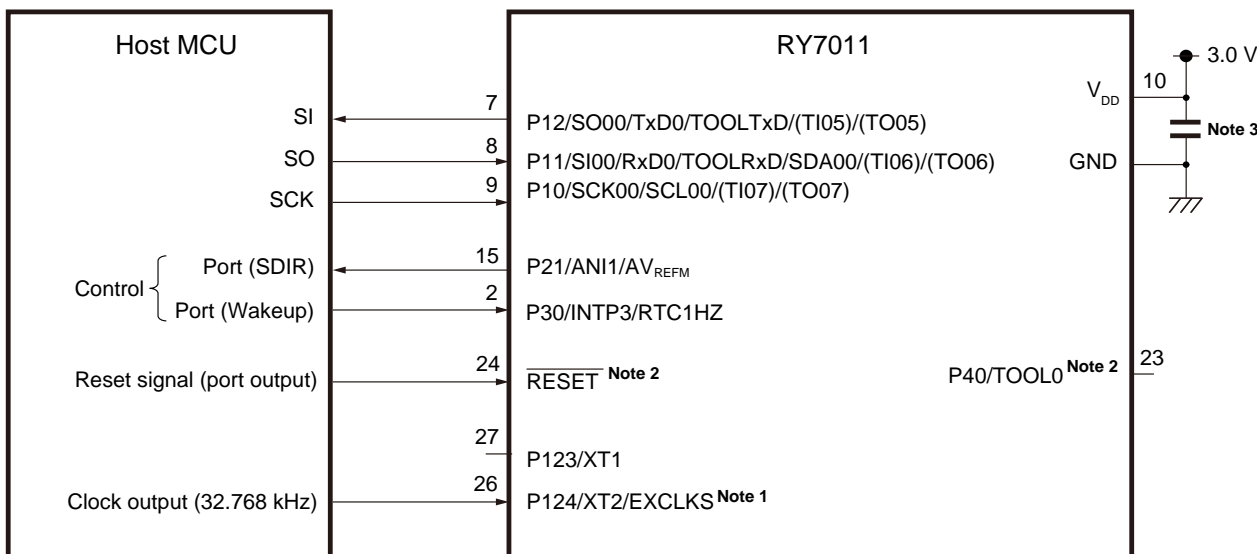 Host MCU
RY7011
3.0 V
V_DD
10
Note 3
GND
SI
7
P12/SO00/TxD0/TOOLTxD/(TI05)/(TO05)
SO
8
P11/SI00/RxD0/TOOLRxD/SDA00/(TI06)/(TO06)
SCK
9
P10/SCK00/SCL00/(TI07)/(TO07)
Control
Port (SDIR)
15
P21/ANI1/AV_REFM
Port (Wakeup)
2
P30/INTP3/RTC1HZ
Reset signal (port output)
24
RESET Note 2
P40/TOOL0 Note 2
23
27
P123/XT1
Clock output (32.768 kHz)
26
P124/XT2/EXCLKS Note 1